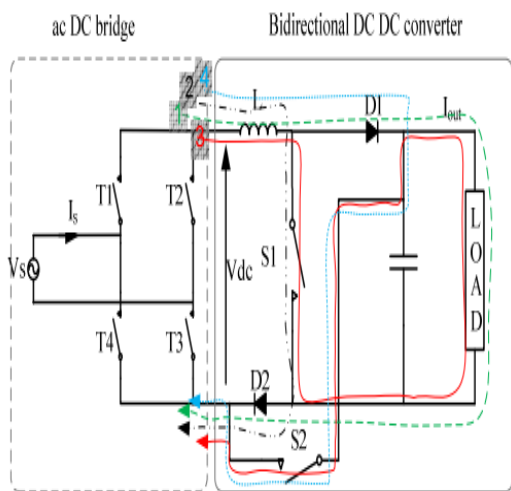 ac DC bridge
Bidirectional DC DC converter
4
2
1
3
L
D1
Iout
T1
T2
Is
Vs
Vdc
S1
LOAD
T4
T3
D2
S2